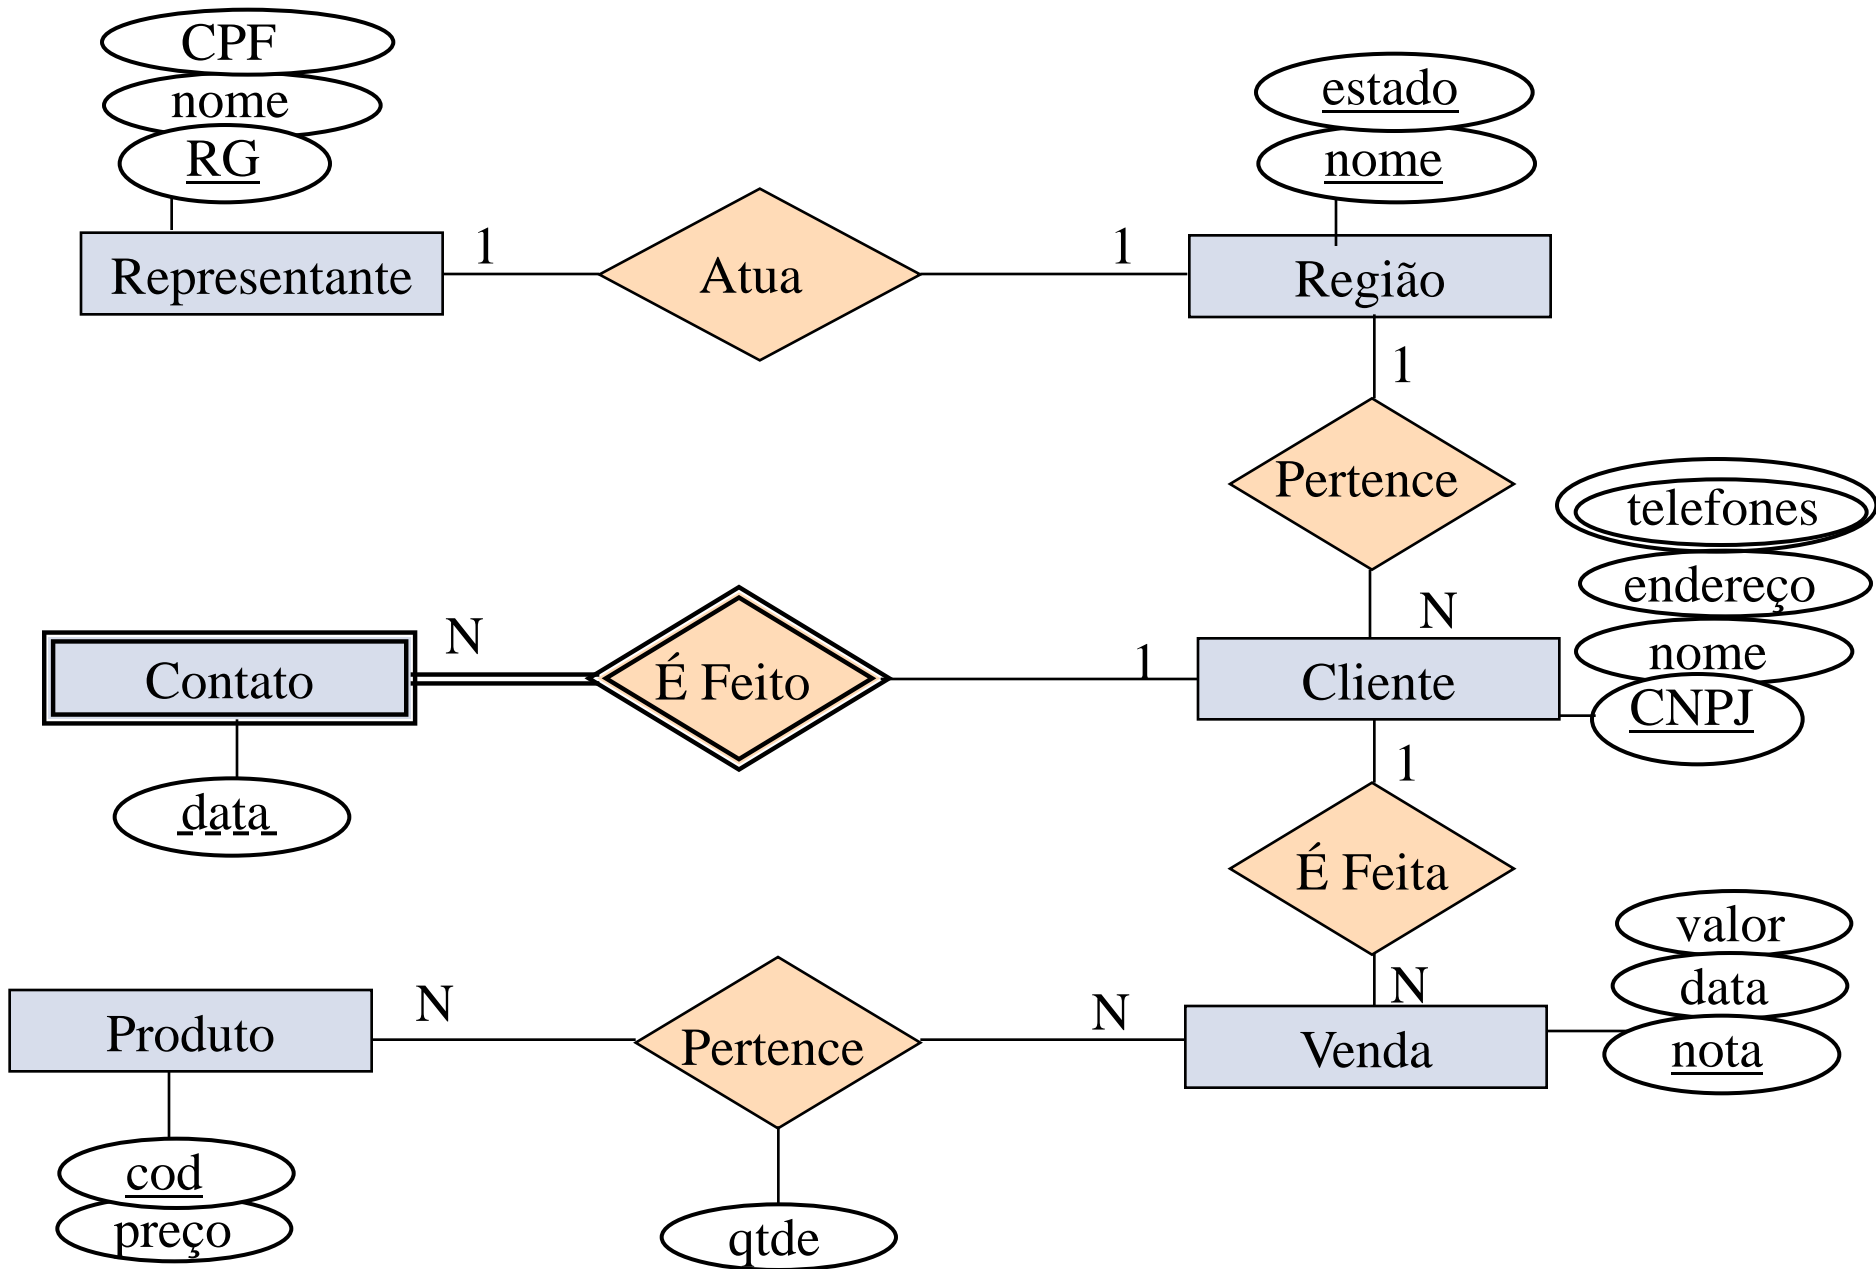 CPF
nome
RG
estado
nome
Representante
1
Atua
1
Região
1
Pertence
N
telefones
endereço
nome
CNPJ
Contato
N
É Feito
1
Cliente
data
1
É Feita
N
valor
data
nota
Produto
N
Pertence
N
Venda
cod
preço
qtde